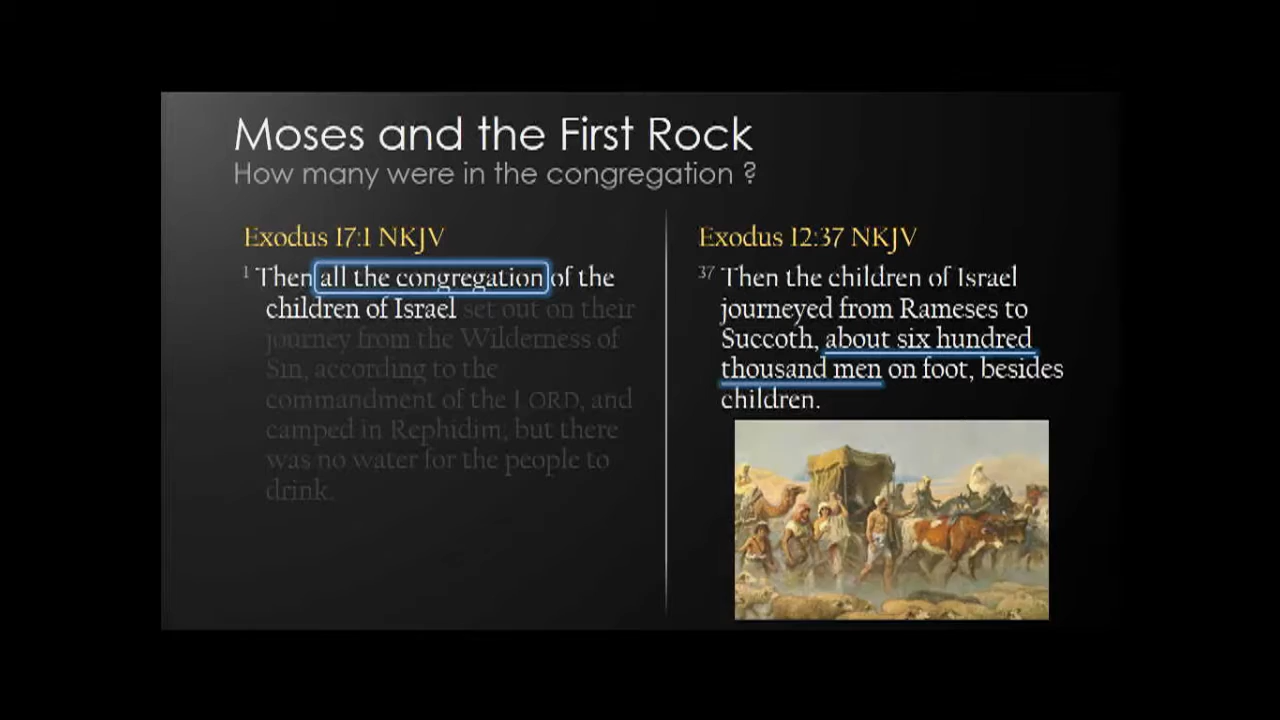 Moses and the First Rock
How many were in the congregation ?
Exodus 17:1 NKJV
1 Then all the congregation of the
children of Israel set out on their
journey from the Wilderness of
Sin, according to the
commandment of the LORD, and
camped in Rephidim, but there
was no water for the people to
drink.
Exodus 12:37 NKJV
37 Then the children of Israel
journeyed from Rameses to
Succoth, about six hundred
thousand men on foot, besides
children.